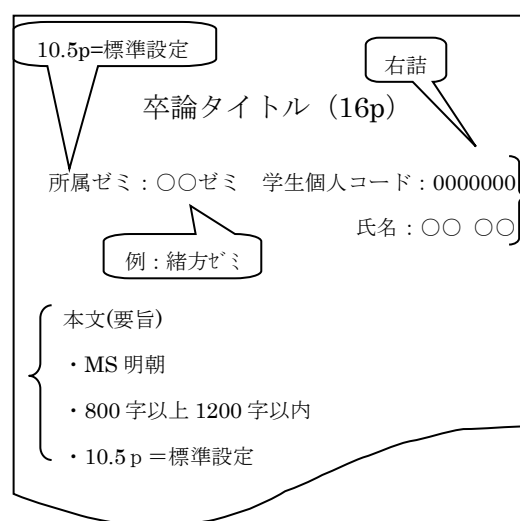 10.5p=標準設定
右詰
卒論タイトル（16p）
所属ゼミ：○○ゼミ　学生個人コード：0000000
氏名：○○ ○○
例：緒方ｾﾞﾐ
本文(要旨)
・MS 明朝
・800 字以上 1200 字以内
・10.5ｐ＝標準設定